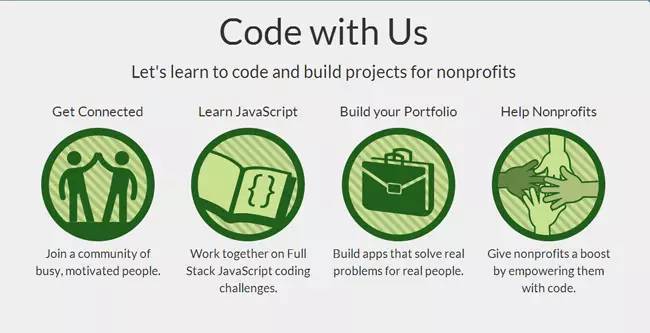 Code with Us
Let's learn to code and build projects for nonprofits
Get Connected
Join a community of
busy, motivated people.
Learn JavaScript
{}
Work together on Full
Stack JavaScript coding
challenges.
Build your Portfolio
Build apps that solve real
problems for real people.
Help Nonprofits
Give nonprofits a boost
by empowering them
with code.